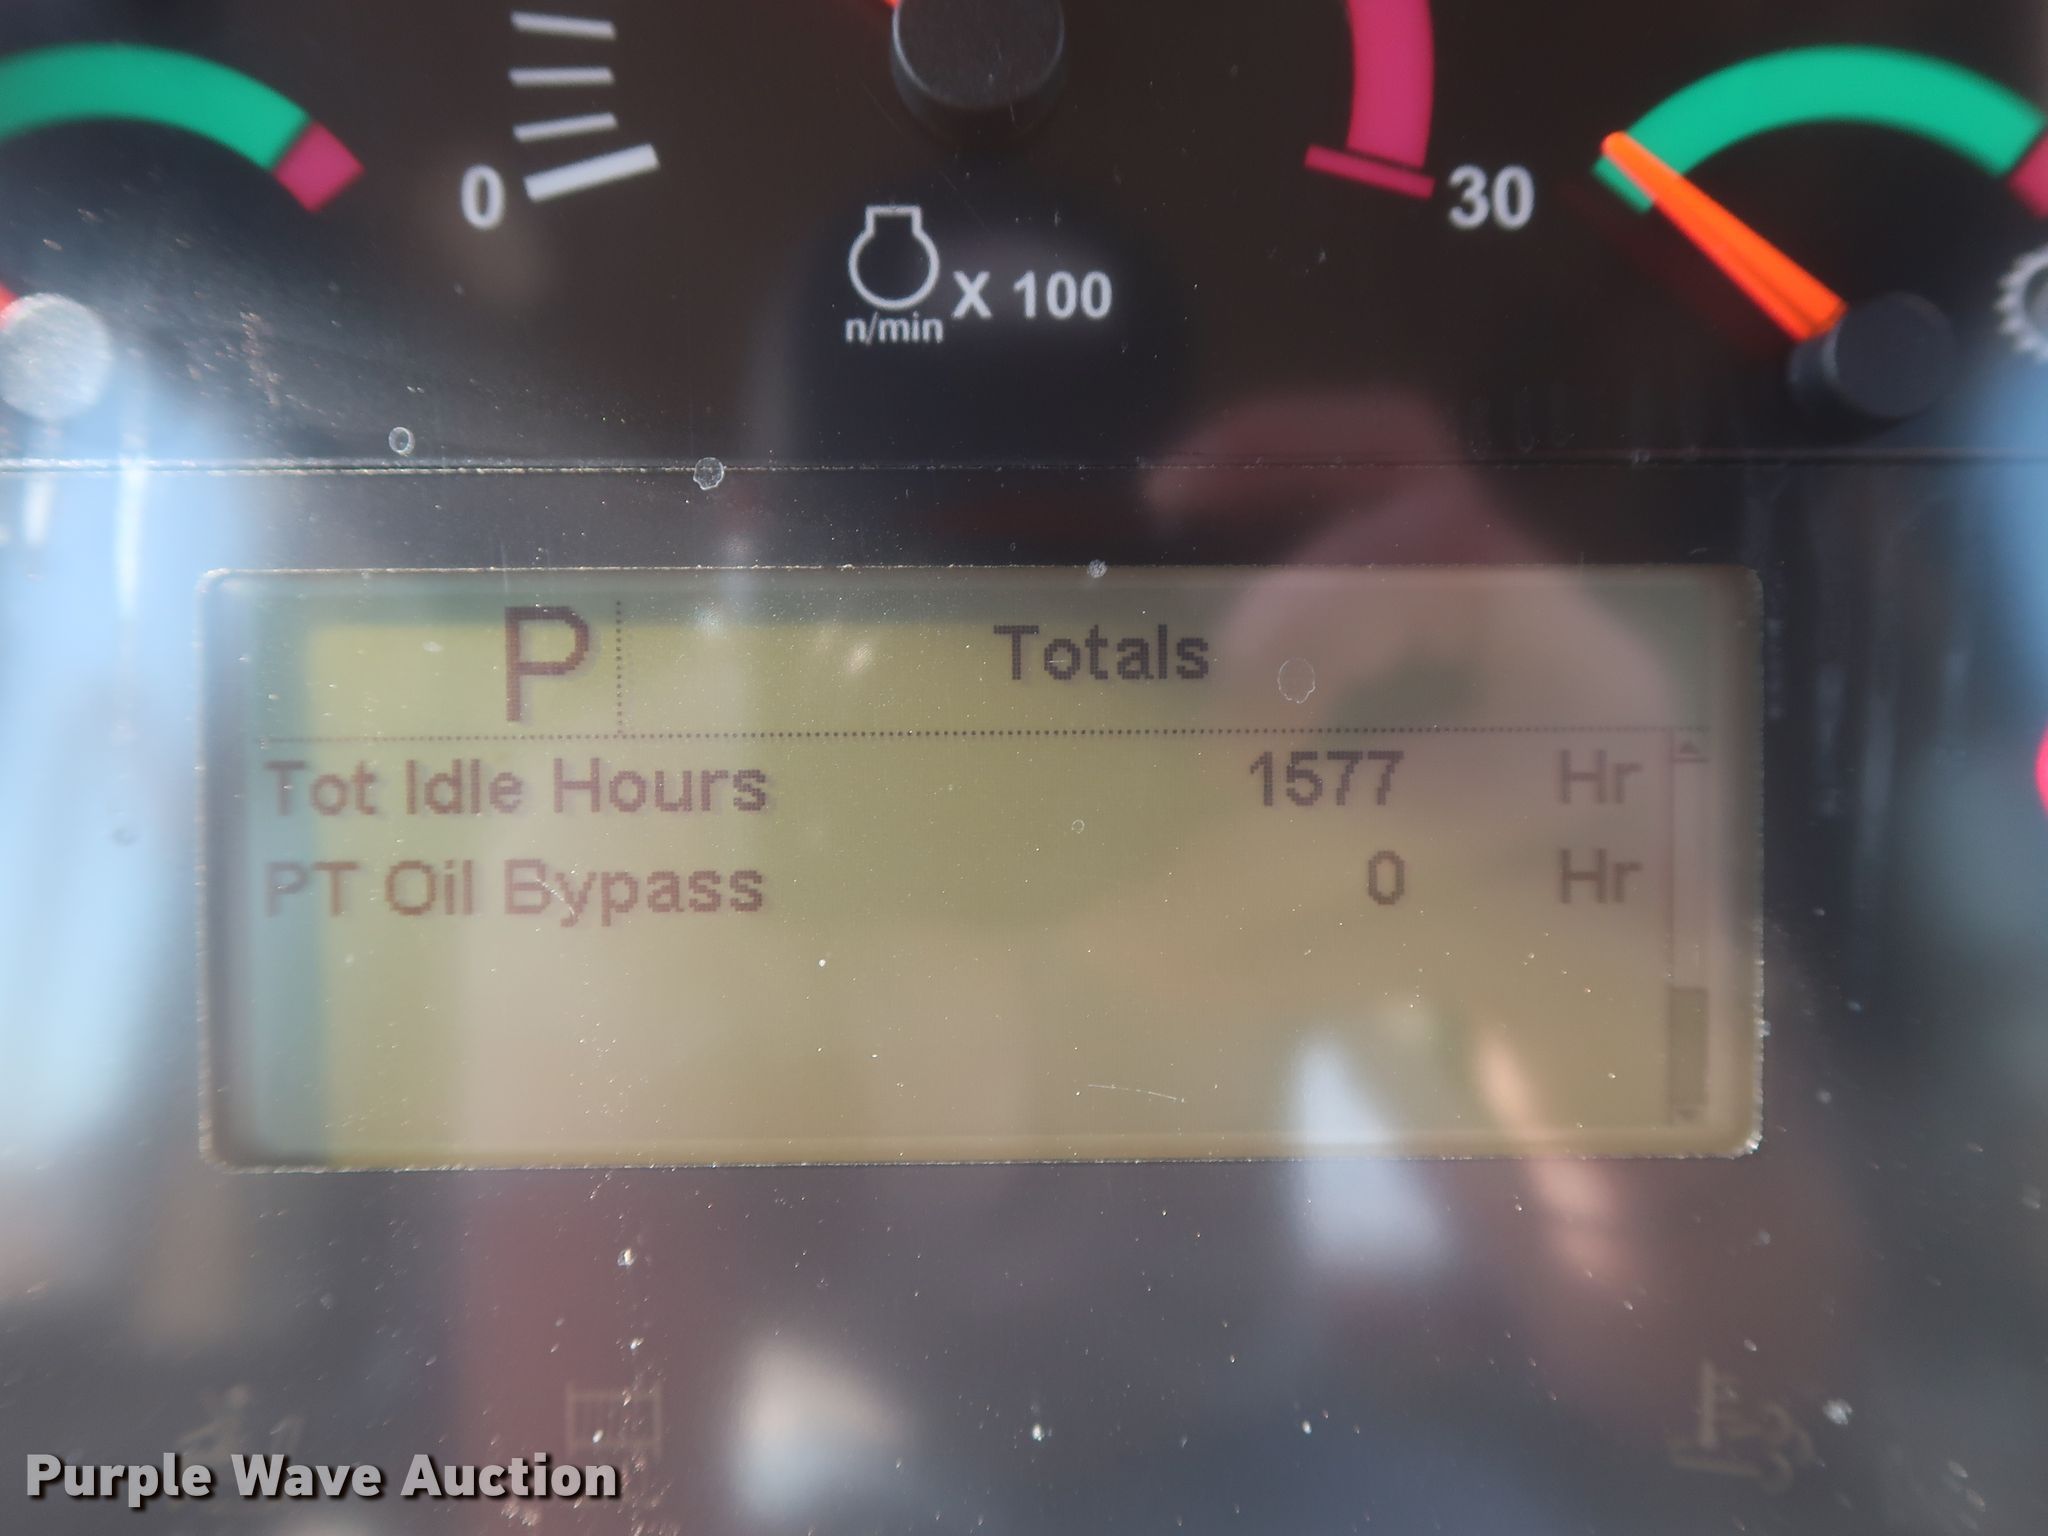 0
30
X 100
n/min
P
Totals
Tot Idle Hours 1577 Hr
PT Oil Bypass 0 Hr
Purple Wave Auction